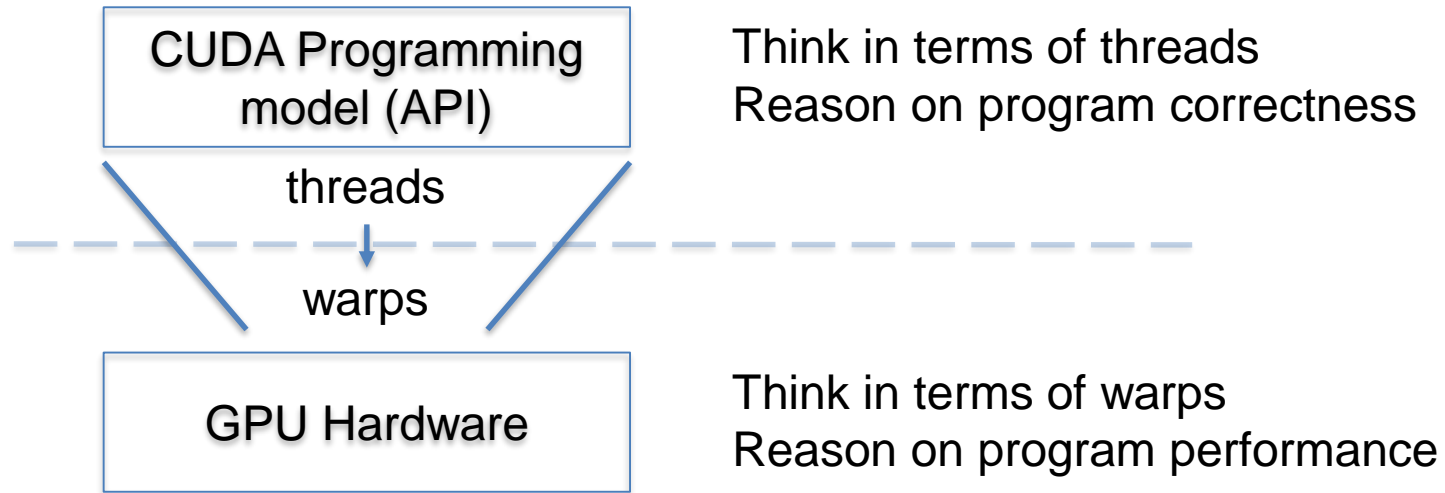 CUDA Programming
model (API)
Think in terms of threads
Reason on program correctness
threads
warps
GPU Hardware
Think in terms of warps
Reason on program performance